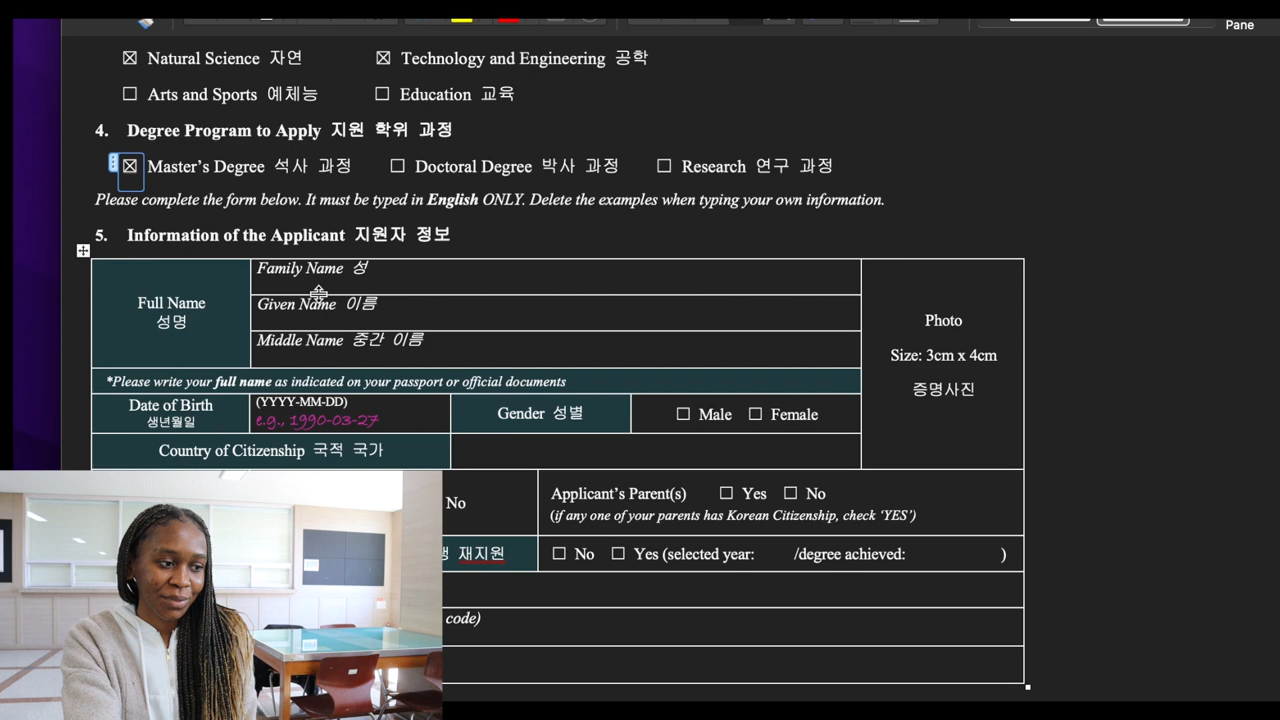 Pane
☒ Natural Science 자연 ☒ Technology and Engineering 공학
☐ Arts and Sports 예체능 ☐ Education 교육
4. Degree Program to Apply 지원 학위 과정
☒ Master's Degree 석사 과정 ☐ Doctoral Degree 박사 과정 ☐ Research 연구 과정
Please complete the form below. It must be typed in English ONLY. Delete the examples when typing your own information.
5. Information of the Applicant 지원자 정보
Full Name
성명
Family Name 성
Given Name 이름
Middle Name 중간 이름
Photo
Size: 3cm x 4cm
증명사진
*Please write your full name as indicated on your passport or official documents
Date of Birth
생년월일
(YYYY-MM-DD)
e.g., 1990-03-27
Gender 성별
☐ Male ☐ Female
Country of Citizenship 국적 국가
No
Applicant's Parent(s) ☐ Yes ☐ No
(if any one of your parents has Korean Citizenship, check 'YES')
재지원
☐ No ☐ Yes (selected year: /degree achieved: )
code)